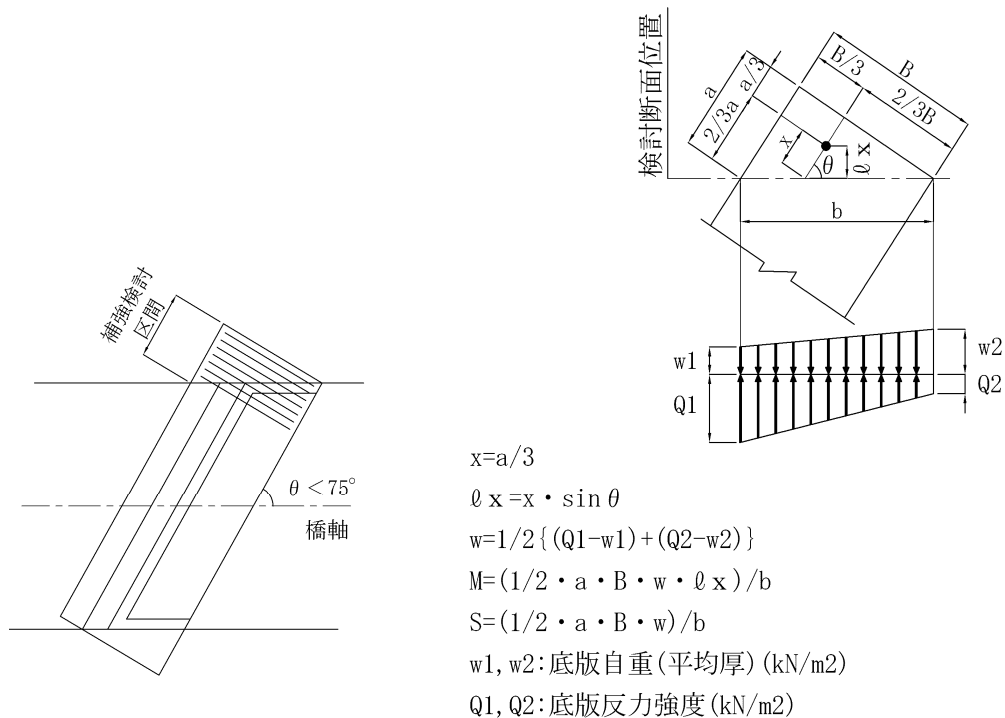 検討断面位置
a
a/3
2/3a
B
B/3
2/3B
x
θ
ℓx
b
w1
w2
Q1
Q2
補強検討
区間
θ＜75°
橋軸
x=a/3
ℓx=x・sinθ
w=1/2{(Q1-w1)+(Q2-w2)}
M=(1/2・a・B・w・ℓx)/b
S=(1/2・a・B・w)/b
w1,w2:底版自重(平均厚)(kN/m2)
Q1,Q2:底版反力強度(kN/m2)